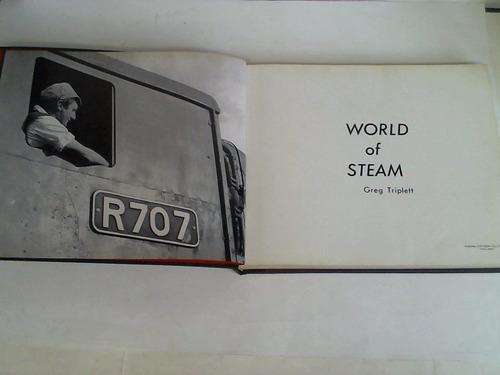 R707
WORLD
of
STEAM
Greg Triplett